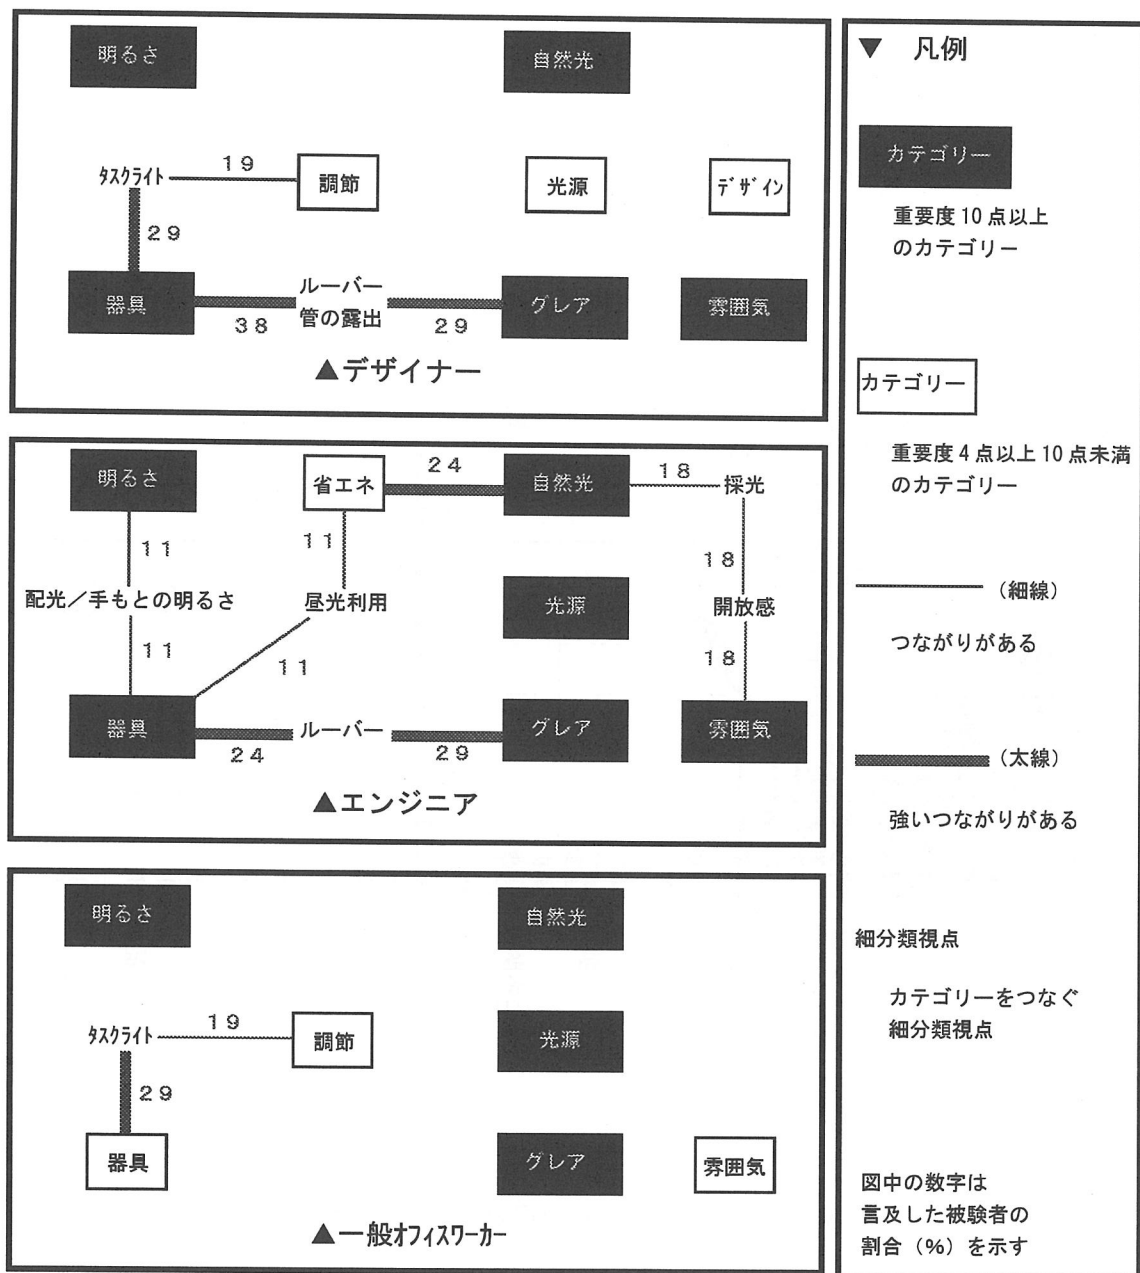 明るさ
自然光
タスクライト
19
調節
光源
デザイン
29
器具
38
ルーバー
管の露出
29
グレア
雰囲気
▲デザイナー
明るさ
省エネ
24
自然光
18
採光
11
11
18
配光／手もとの明るさ
昼光利用
光源
開放感
11
11
18
器具
24
ルーバー
29
グレア
雰囲気
▲エンジニア
明るさ
自然光
タスクライト
19
調節
光源
29
器具
グレア
雰囲気
▲一般オフィスワーカー
▼ 凡例
カテゴリー
重要度10点以上
のカテゴリー
カテゴリー
重要度4点以上10点未満
のカテゴリー
（細線）
つながりがある
（太線）
強いつながりがある
細分類視点
カテゴリーをつなぐ
細分類視点
図中の数字は
言及した被験者の
割合（％）を示す